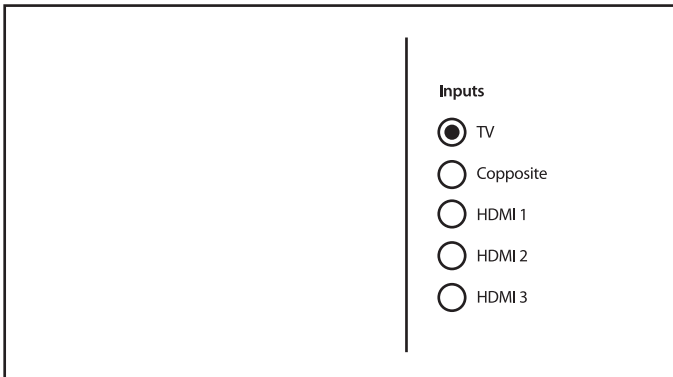 Inputs
TV
Copposite
HDMI 1
HDMI 2
HDMI 3